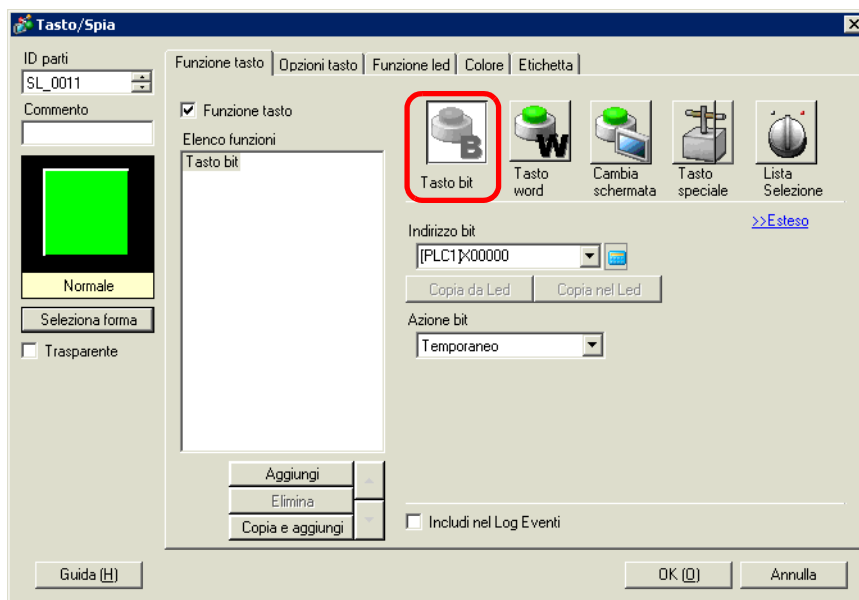 Tasto/Spia
ID parti
SL_0011
Commento
Normale
Seleziona forma
Trasparente
Funzione tasto
Opzioni tasto
Funzione led
Colore
Etichetta
Funzione tasto
Elenco funzioni
Tasto bit
Aggiungi
Elimina
Copia e aggiungi
B
Tasto bit
W
Tasto
word
Cambia
schermata
Tasto
speciale
Lista
Selezione
>>Esteso
Indirizzo bit
[PLC1]X00000
Copia da Led
Copia nel Led
Azione bit
Temporaneo
Includi nel Log Eventi
Guida (H)
OK (O)
Annulla